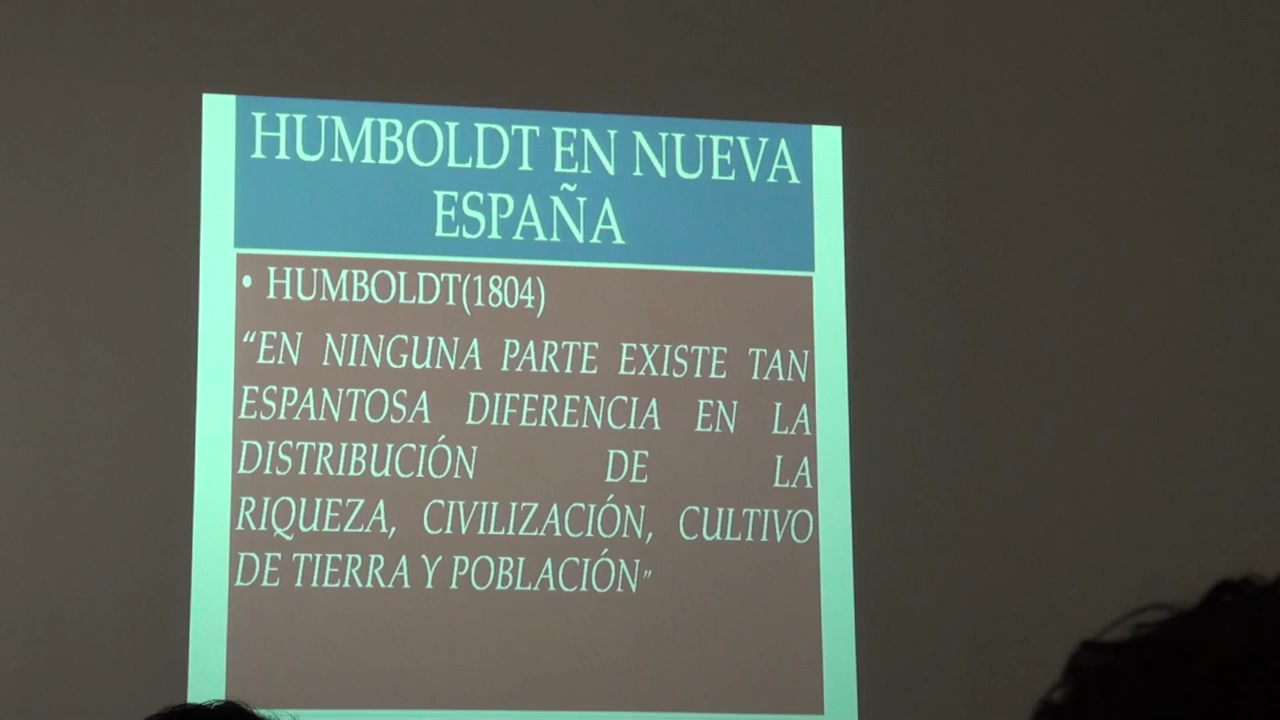 HUMBOLDT EN NUEVA
ESPAÑA
• HUMBOLDT(1804)
“EN NINGUNA PARTE EXISTE TAN
ESPANTOSA DIFERENCIA EN LA
DISTRIBUCIÓN DE LA
RIQUEZA, CIVILIZACIÓN, CULTIVO
DE TIERRA Y POBLACIÓN”